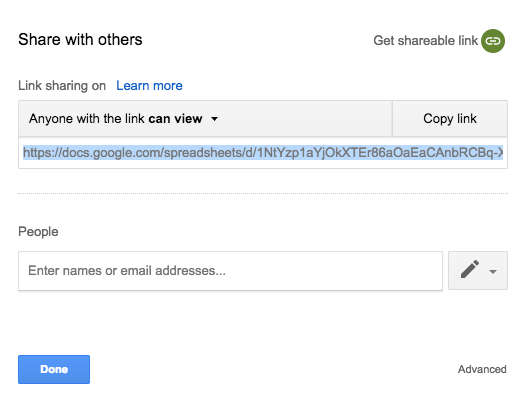 Share with others
Get shareable link
Link sharing on Learn more
Anyone with the link can view
Copy link
https://docs.google.com/spreadsheets/d/1NtYzp1aYjOkXTEr86aOaEaCAnbRCBq-X
People
Enter names or email addresses...
Done
Advanced